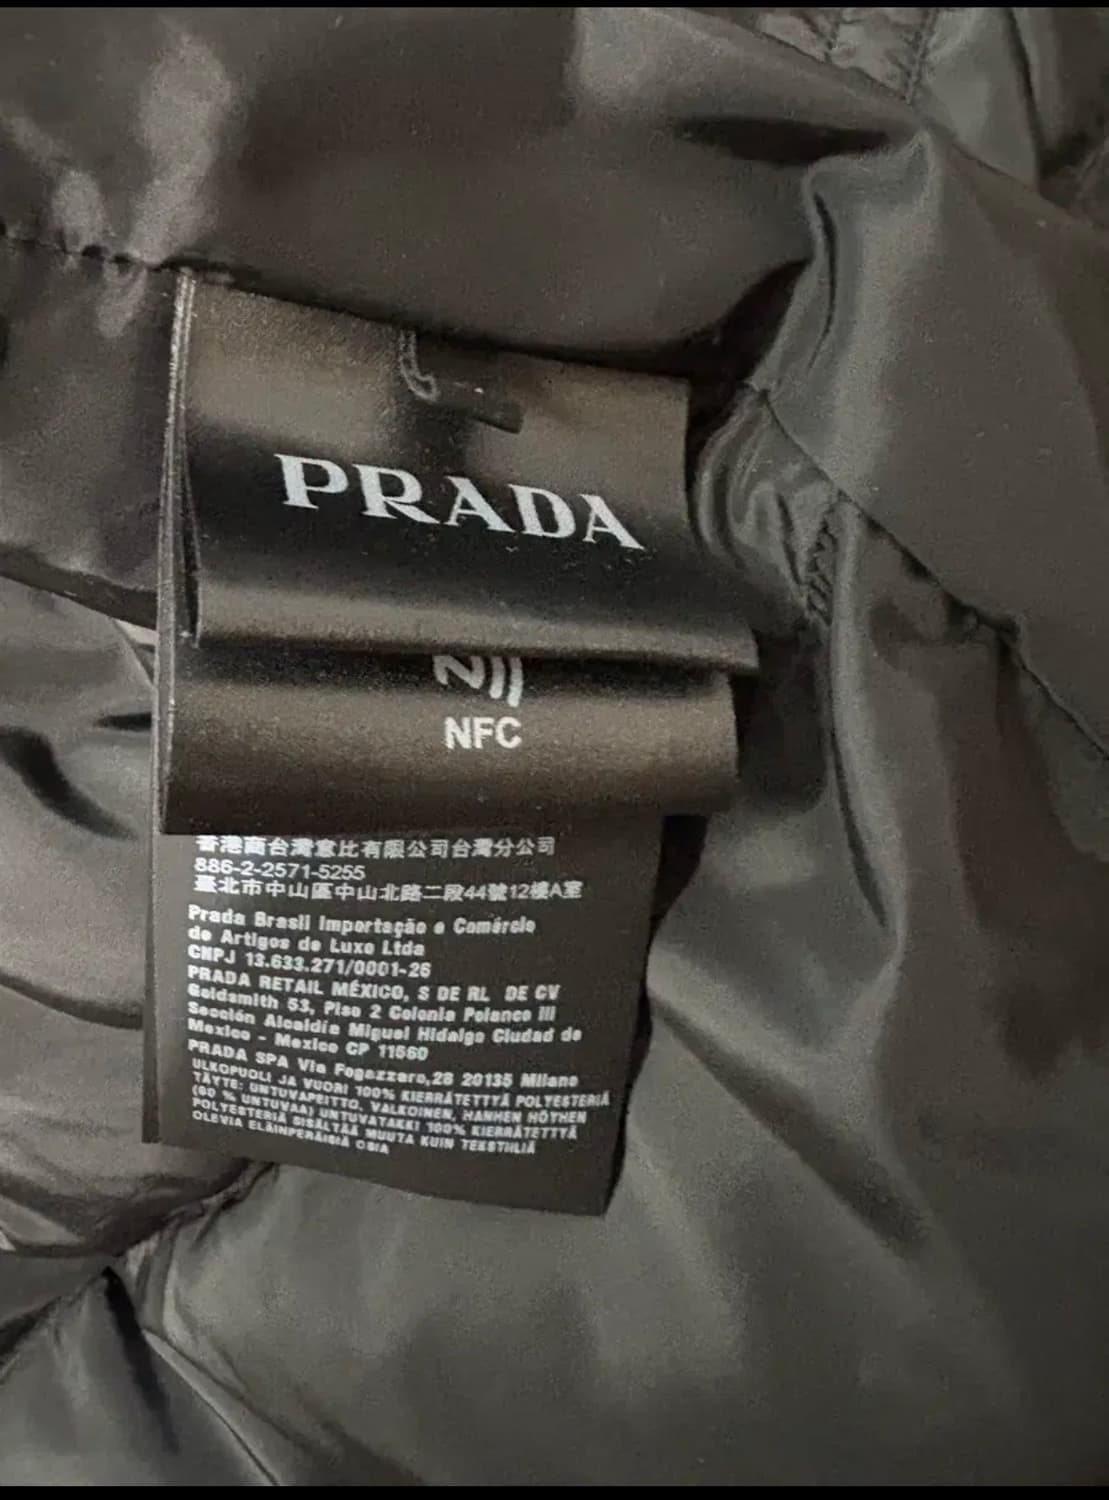 PRADA
NFC
香港商台灣意比有限公司台灣分公司
886-2-2571-5255
臺北市中山區中山北路二段44號12樓A室
Prada Brasil Importação e Comércio
de Artigos de Luxo Ltda
CNPJ 13.633.271/0001-26
PRADA RETAIL MÉXICO, S DE RL DE CV
Goldsmith 53, Piso 2 Colonia Polanco III
Sección Alcaldía Miguel Hidalgo Ciudad de
Mexico - Mexico CP 11560
PRADA SPA Via Fogazzaro,28 20135 Milano
ULKOPUOLI JA VUORI 100% KIERRÄTETTYÄ POLYESTERIÄ
TÄYTE: UNTUVAPEITTO, VALKOINEN, HANHEN HÖYHEN
(90 % UNTUVAA) UNTUVATAKKI 100% KIERRÄTETTYÄ
POLYESTERIÄ SISÄLTÄÄ MUUTA KUIN TEKSTIILIÄ
OLEVIA ELÄINPERÄISIÄ OSIA